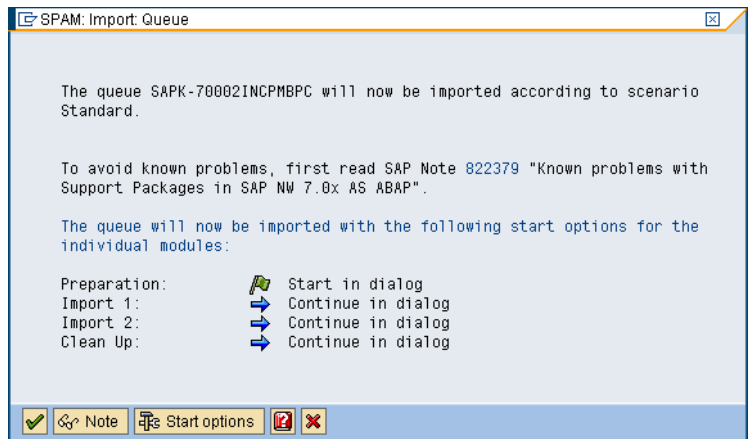 SPAM: Import: Queue
The queue SAPK-70002INCPMBPC will now be imported according to scenario
Standard.
To avoid known problems, first read SAP Note 822379 "Known problems with
Support Packages in SAP NW 7.0x AS ABAP".
The queue will now be imported with the following start options for the
individual modules:
Preparation: Start in dialog
Import 1: Continue in dialog
Import 2: Continue in dialog
Clean Up: Continue in dialog
Note Start options